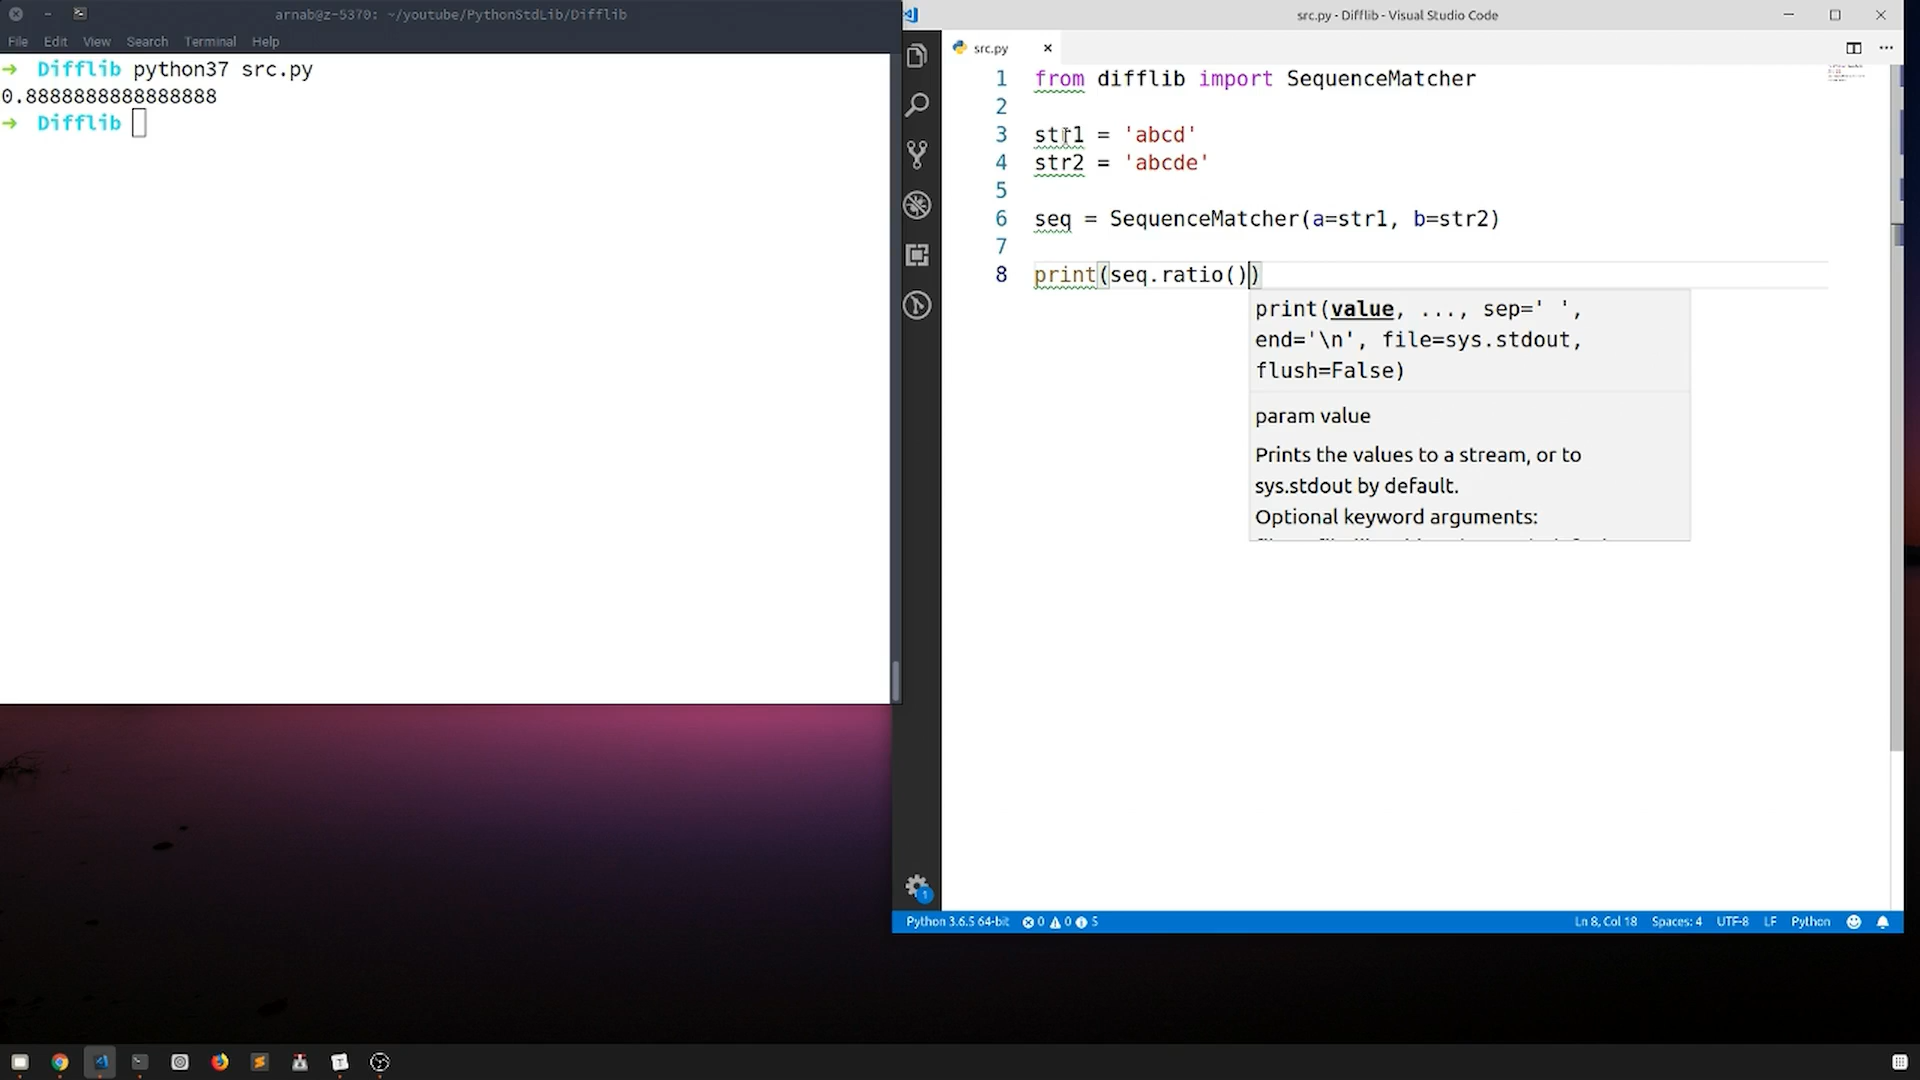 arnab@z-5370: ~/youtube/PythonStdLib/Difflib
File Edit View Search Terminal Help
→ Difflib python37 src.py
0.8888888888888888
→ Difflib
src.py - Difflib - Visual Studio Code
src.py
1 from difflib import SequenceMatcher
2
3 str1 = 'abcd'
4 str2 = 'abcde'
5
6 seq = SequenceMatcher(a=str1, b=str2)
7
8 print(seq.ratio())
print(value, ..., sep=' ',
end='\n', file=sys.stdout,
flush=False)
param value
Prints the values to a stream, or to
sys.stdout by default.
Optional keyword arguments:
1
Python 3.6.5 64-bit 0 0 5 Ln 8, Col 18 Spaces: 4 UTF-8 LF Python